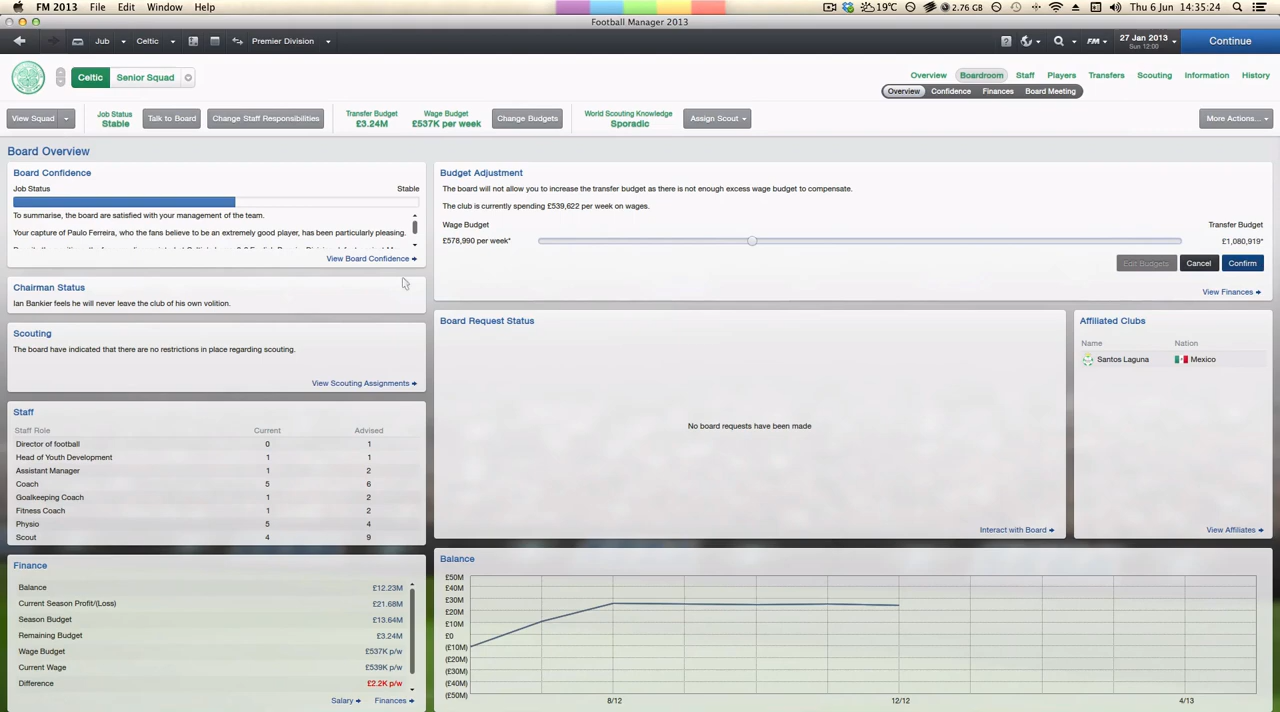 FM 2013 File Edit Window Help
19°C 2.76 GB Thu 6 Jun 14:35:24
Football Manager 2013
Job Celtic Premier Division
FM
27 Jan 2013
Sun 12:00
Continue
Celtic Senior Squad
Overview Boardroom Staff Players Transfers Scouting Information History
Overview Confidence Finances Board Meeting
View Squad
Job Status
Stable
Talk to Board
Change Staff Responsibilities
Transfer Budget
£3.24M
Wage Budget
£537K per week
Change Budgets
World Scouting Knowledge
Sporadic
Assign Scout
More Actions...
Board Overview
Board Confidence
Job Status Stable
To summarise, the board are satisfied with your management of the team.
Your capture of Paulo Ferreira, who the fans believe to be an extremely good player, has been particularly pleasing.
View Board Confidence
Chairman Status
Ian Bankier feels he will never leave the club of his own volition.
Scouting
The board have indicated that there are no restrictions in place regarding scouting.
View Scouting Assignments
Staff
Staff Role Current Advised
Director of football 0 1
Head of Youth Development 1 1
Assistant Manager 1 2
Coach 5 6
Goalkeeping Coach 1 2
Fitness Coach 1 2
Physio 5 4
Scout 4 9
Finance
Balance £12.23M
Current Season Profit/(Loss) £21.68M
Season Budget £13.64M
Remaining Budget £3.24M
Wage Budget £537K p/w
Current Wage £539K p/w
Difference £2.2K p/w
Salary Finances
Budget Adjustment
The board will not allow you to increase the transfer budget as there is not enough excess wage budget to compensate.
The club is currently spending £539,622 per week on wages.
Wage Budget Transfer Budget
£578,990 per week* £1,080,919*
Edit Budgets Cancel Confirm
View Finances
Board Request Status
No board requests have been made
Interact with Board
Affiliated Clubs
Name Nation
Santos Laguna Mexico
View Affiliates
Balance
£50M
£40M
£30M
£20M
£10M
£0
(£10M)
(£20M)
(£30M)
(£40M)
(£50M)
8/12 12/12 4/13